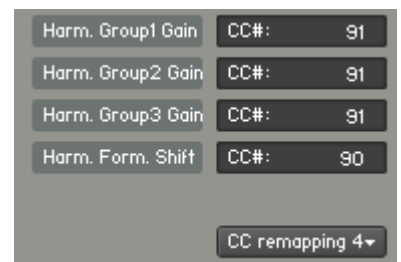 Harm. Group1 Gain CC#: 91
Harm. Group2 Gain CC#: 91
Harm. Group3 Gain CC#: 91
Harm. Form. Shift CC#: 90
CC remapping 4